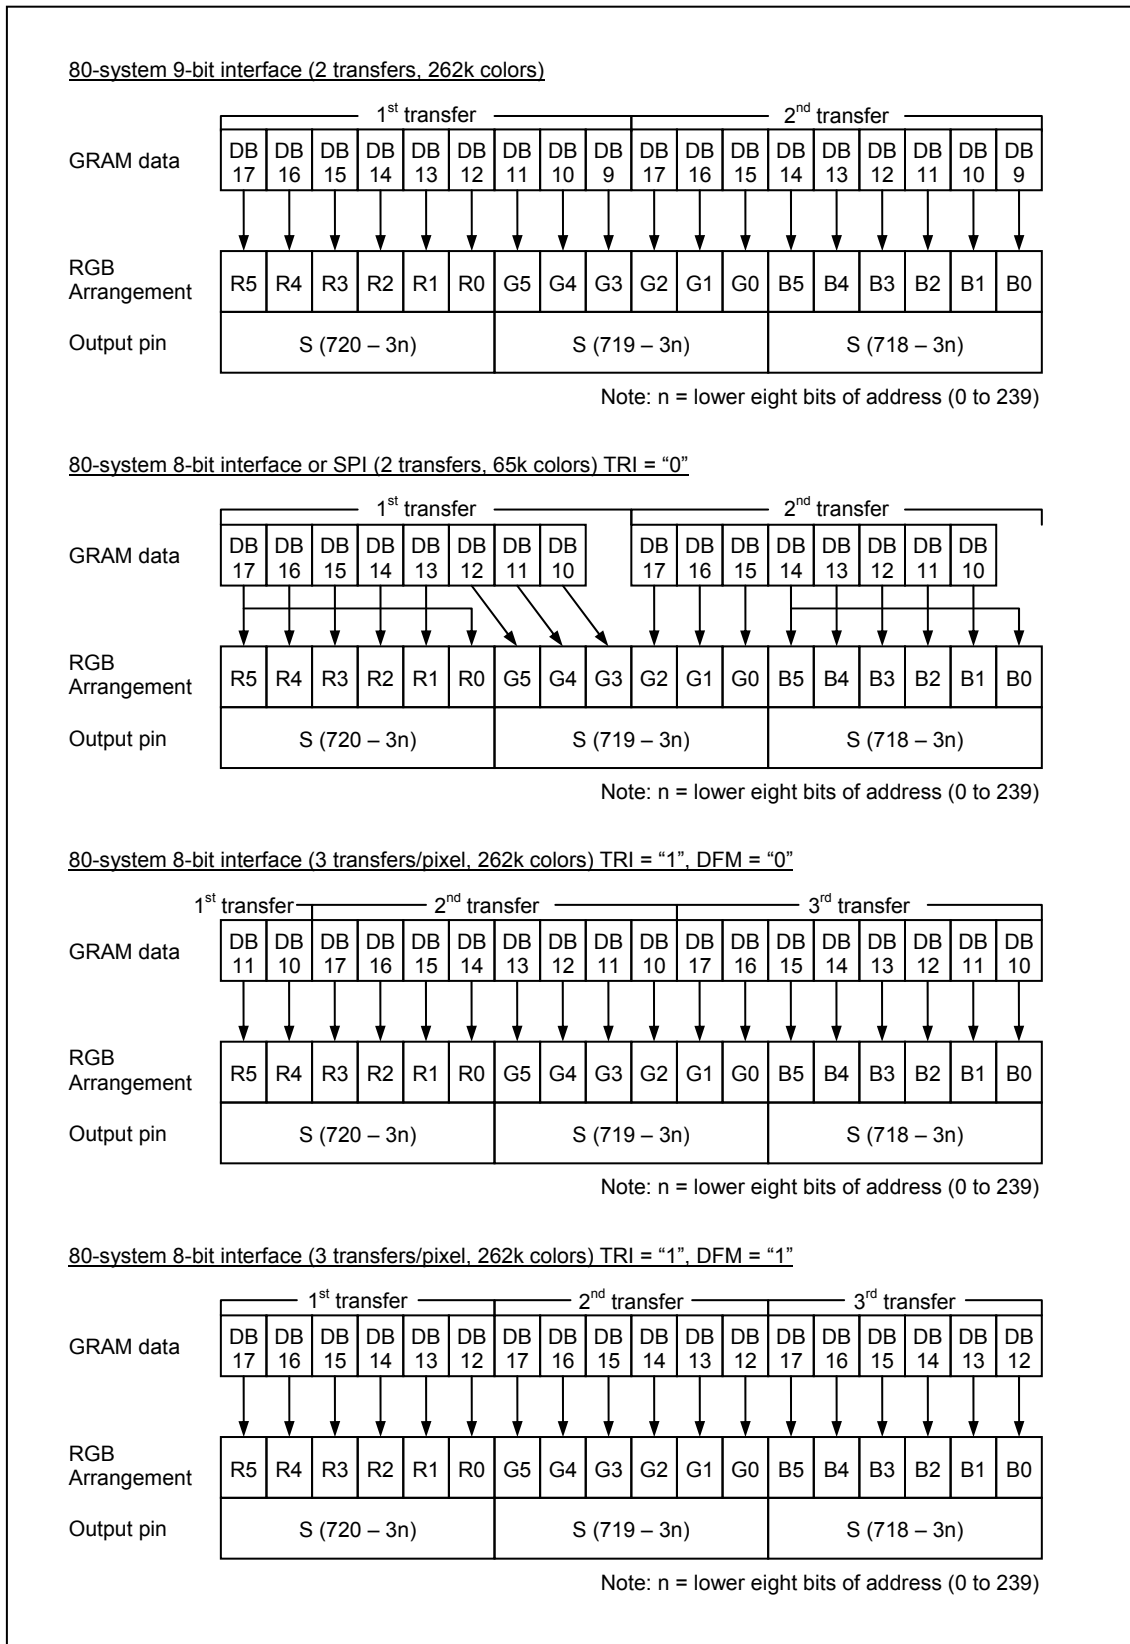 80-system 9-bit interface (2 transfers, 262k colors)
1st transfer 2nd transfer
GRAM data DB 17 DB 16 DB 15 DB 14 DB 13 DB 12 DB 11 DB 10 DB 9 DB 17 DB 16 DB 15 DB 14 DB 13 DB 12 DB 11 DB 10 DB 9
RGB Arrangement R5 R4 R3 R2 R1 R0 G5 G4 G3 G2 G1 G0 B5 B4 B3 B2 B1 B0
Output pin S (720 – 3n) S (719 – 3n) S (718 – 3n)
Note: n = lower eight bits of address (0 to 239)
80-system 8-bit interface or SPI (2 transfers, 65k colors) TRI = “0”
1st transfer 2nd transfer
GRAM data DB 17 DB 16 DB 15 DB 14 DB 13 DB 12 DB 11 DB 10 DB 17 DB 16 DB 15 DB 14 DB 13 DB 12 DB 11 DB 10
RGB Arrangement R5 R4 R3 R2 R1 R0 G5 G4 G3 G2 G1 G0 B5 B4 B3 B2 B1 B0
Output pin S (720 – 3n) S (719 – 3n) S (718 – 3n)
Note: n = lower eight bits of address (0 to 239)
80-system 8-bit interface (3 transfers/pixel, 262k colors) TRI = “1”, DFM = “0”
1st transfer 2nd transfer 3rd transfer
GRAM data DB 11 DB 10 DB 17 DB 16 DB 15 DB 14 DB 13 DB 12 DB 11 DB 10 DB 17 DB 16 DB 15 DB 14 DB 13 DB 12 DB 11 DB 10
RGB Arrangement R5 R4 R3 R2 R1 R0 G5 G4 G3 G2 G1 G0 B5 B4 B3 B2 B1 B0
Output pin S (720 – 3n) S (719 – 3n) S (718 – 3n)
Note: n = lower eight bits of address (0 to 239)
80-system 8-bit interface (3 transfers/pixel, 262k colors) TRI = “1”, DFM = “1”
1st transfer 2nd transfer 3rd transfer
GRAM data DB 17 DB 16 DB 15 DB 14 DB 13 DB 12 DB 17 DB 16 DB 15 DB 14 DB 13 DB 12 DB 17 DB 16 DB 15 DB 14 DB 13 DB 12
RGB Arrangement R5 R4 R3 R2 R1 R0 G5 G4 G3 G2 G1 G0 B5 B4 B3 B2 B1 B0
Output pin S (720 – 3n) S (719 – 3n) S (718 – 3n)
Note: n = lower eight bits of address (0 to 239)